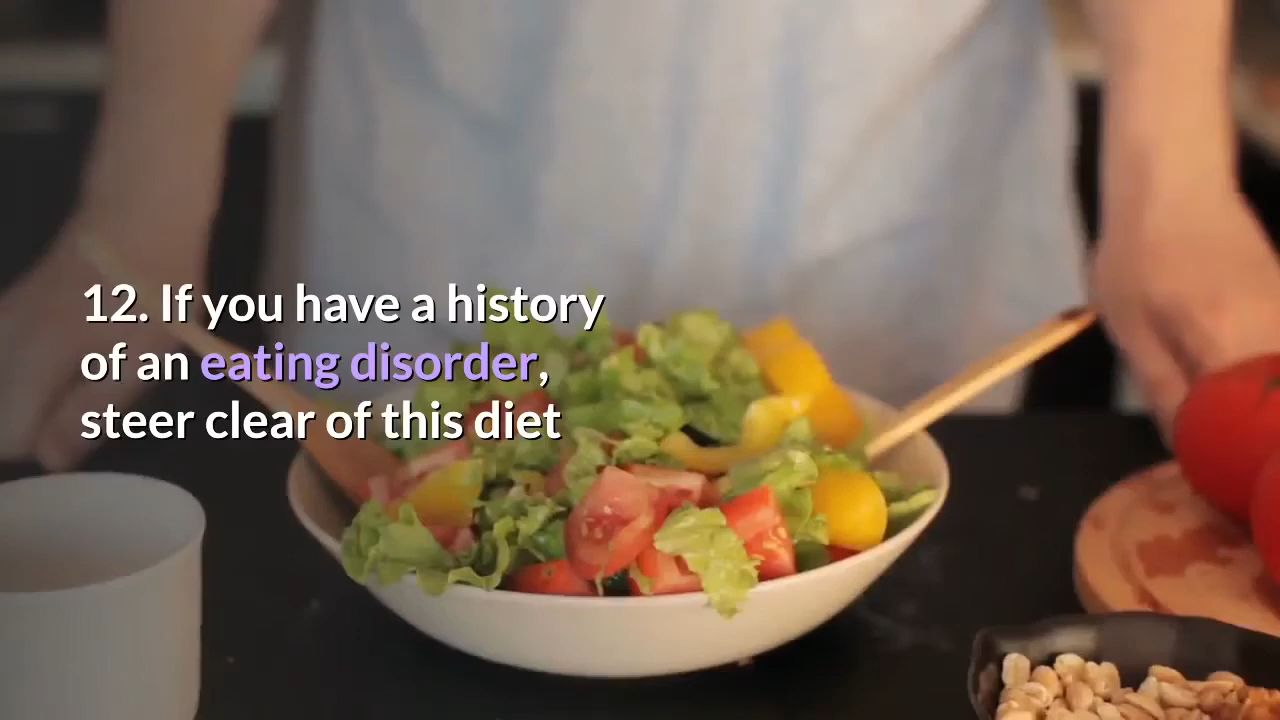 12. If you have a history
of an eating disorder,
steer clear of this diet